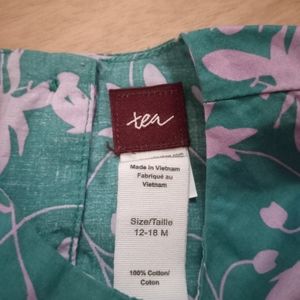 tea
Made in Vietnam
Fabriqué au
Vietnam
Size/Taille
12-18 M
100% Cotton/
Coton